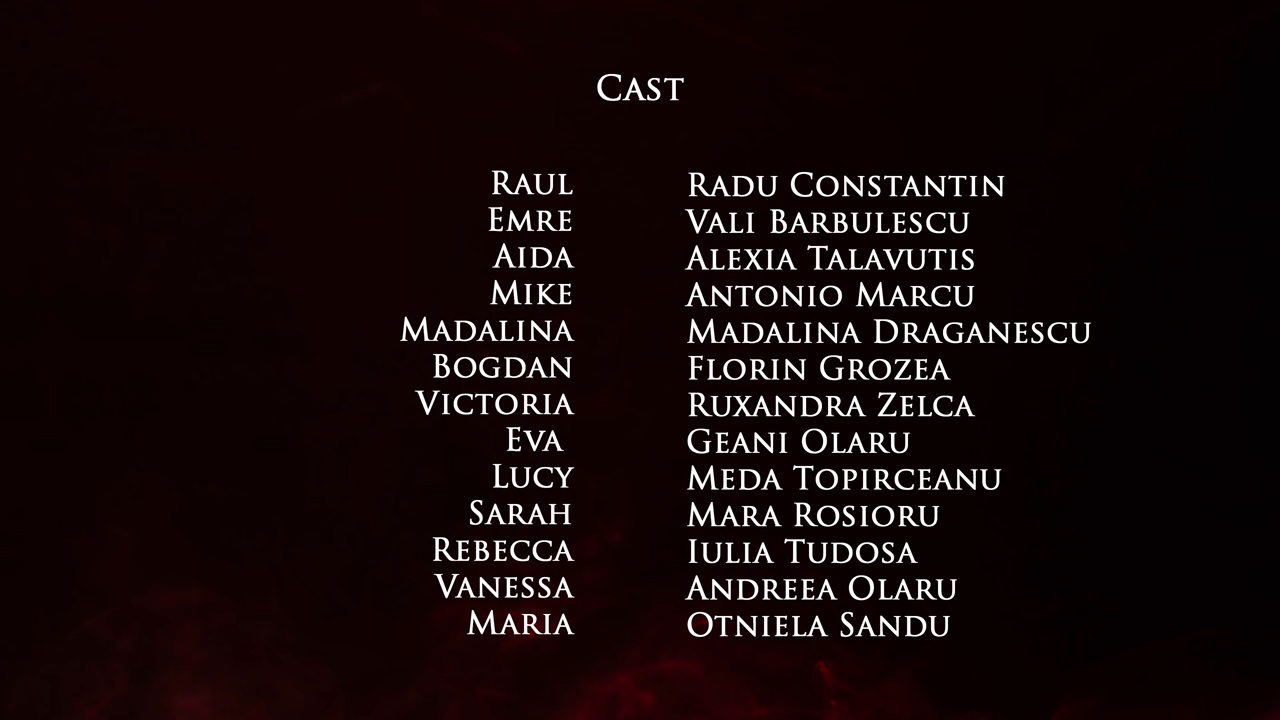 Cast
Raul Radu Constantin
Emre Vali Barbulescu
Aida Alexia Talavutis
Mike Antonio Marcu
Madalina Madalina Draganescu
Bogdan Florin Grozea
Victoria Ruxandra Zelca
Eva Geani Olaru
Lucy Meda Topirceanu
Sarah Mara Rosioru
Rebecca Iulia Tudosa
Vanessa Andreea Olaru
Maria Otniela Sandu